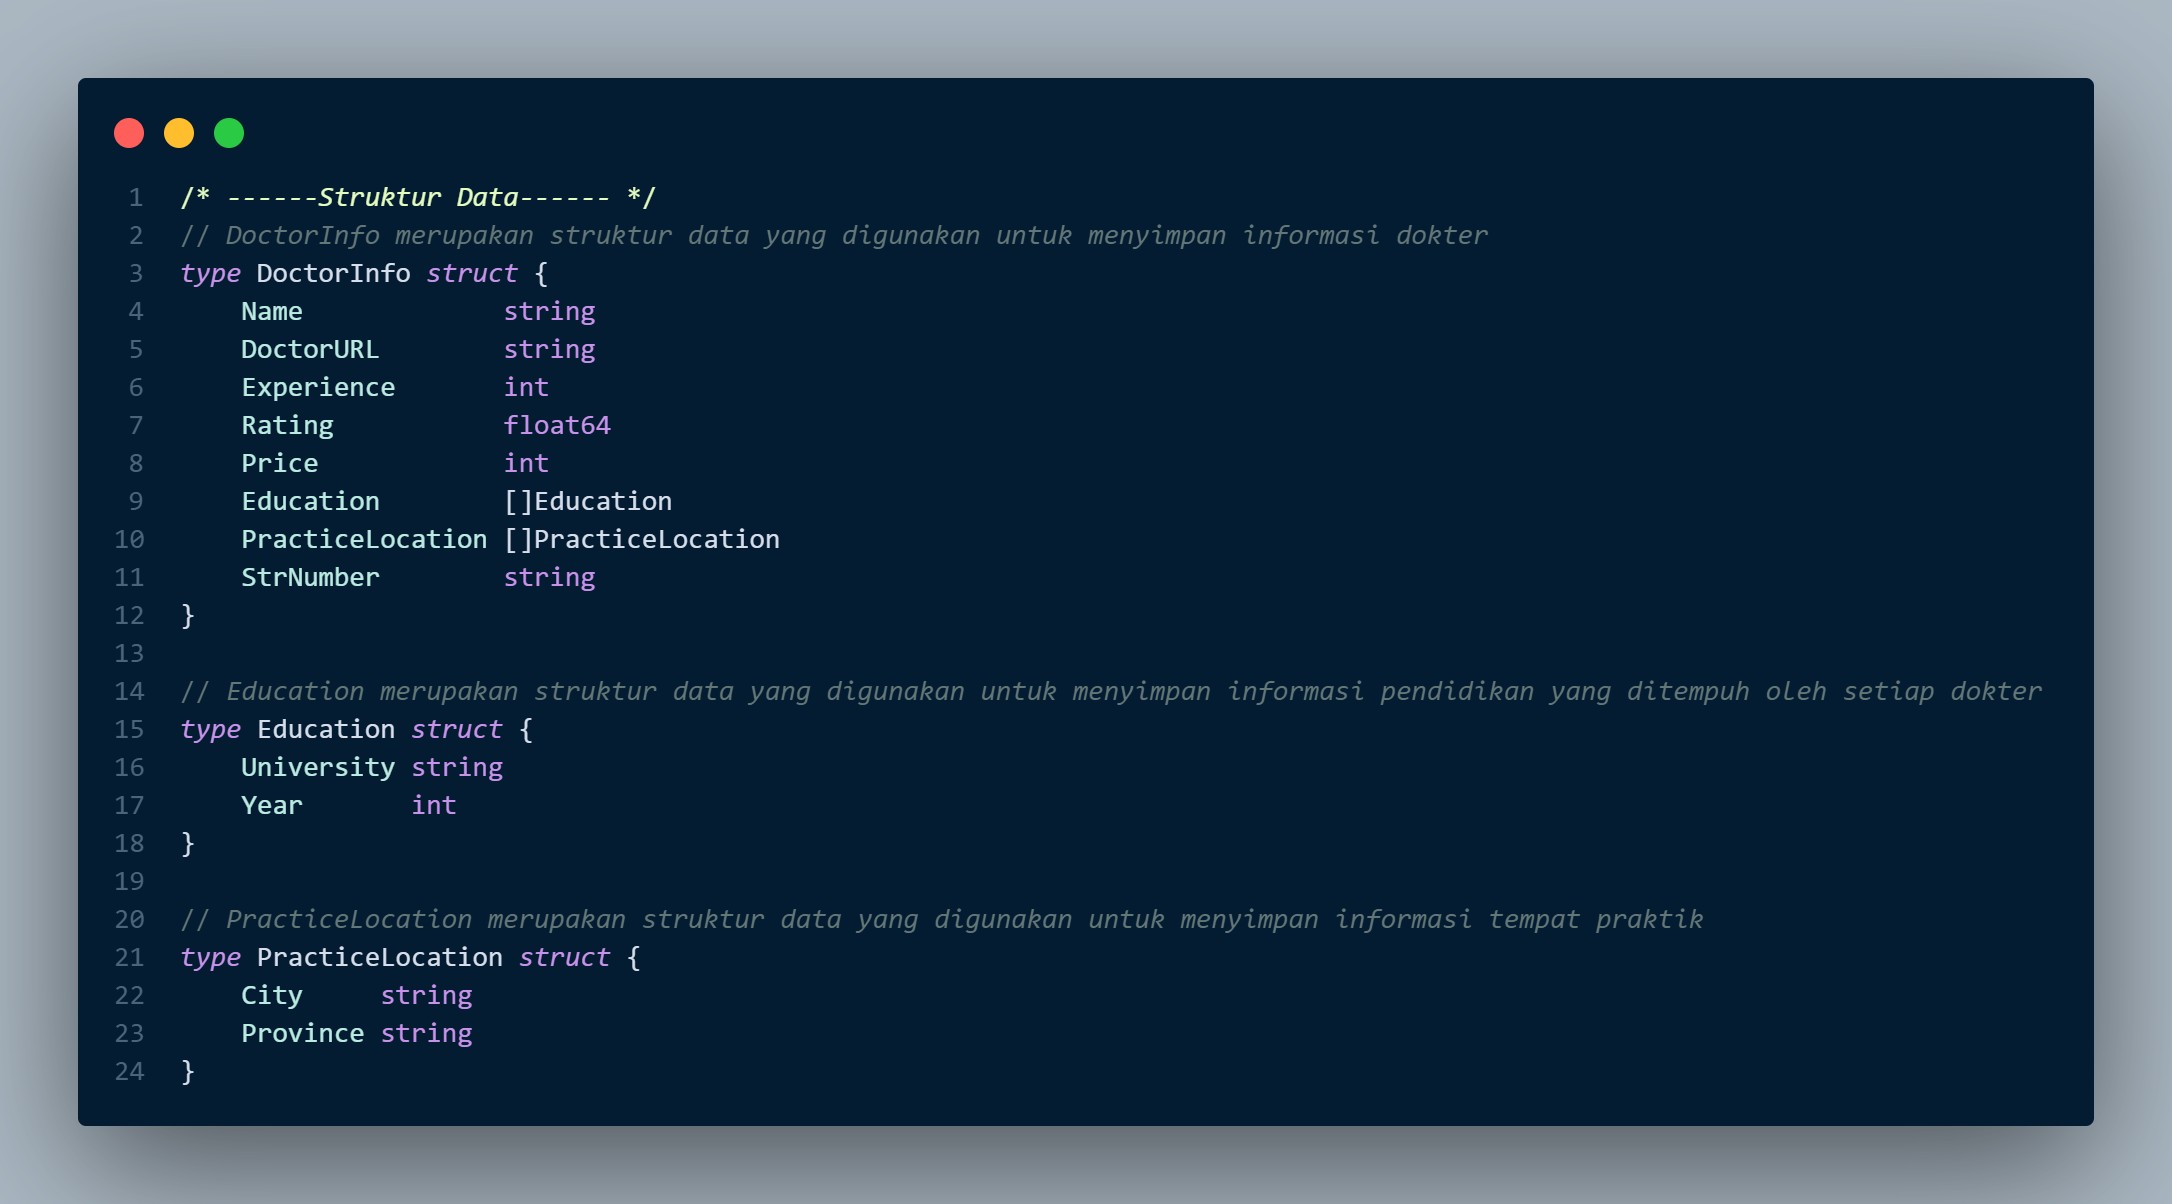 1 /* ------Struktur Data------ */
2 // DoctorInfo merupakan struktur data yang digunakan untuk menyimpan informasi dokter
3 type DoctorInfo struct {
4     Name             string
5     DoctorURL        string
6     Experience       int
7     Rating           float64
8     Price            int
9     Education        []Education
10     PracticeLocation []PracticeLocation
11     StrNumber        string
12 }
13
14 // Education merupakan struktur data yang digunakan untuk menyimpan informasi pendidikan yang ditempuh oleh setiap dokter
15 type Education struct {
16     University string
17     Year       int
18 }
19
20 // PracticeLocation merupakan struktur data yang digunakan untuk menyimpan informasi tempat praktik
21 type PracticeLocation struct {
22     City     string
23     Province string
24 }